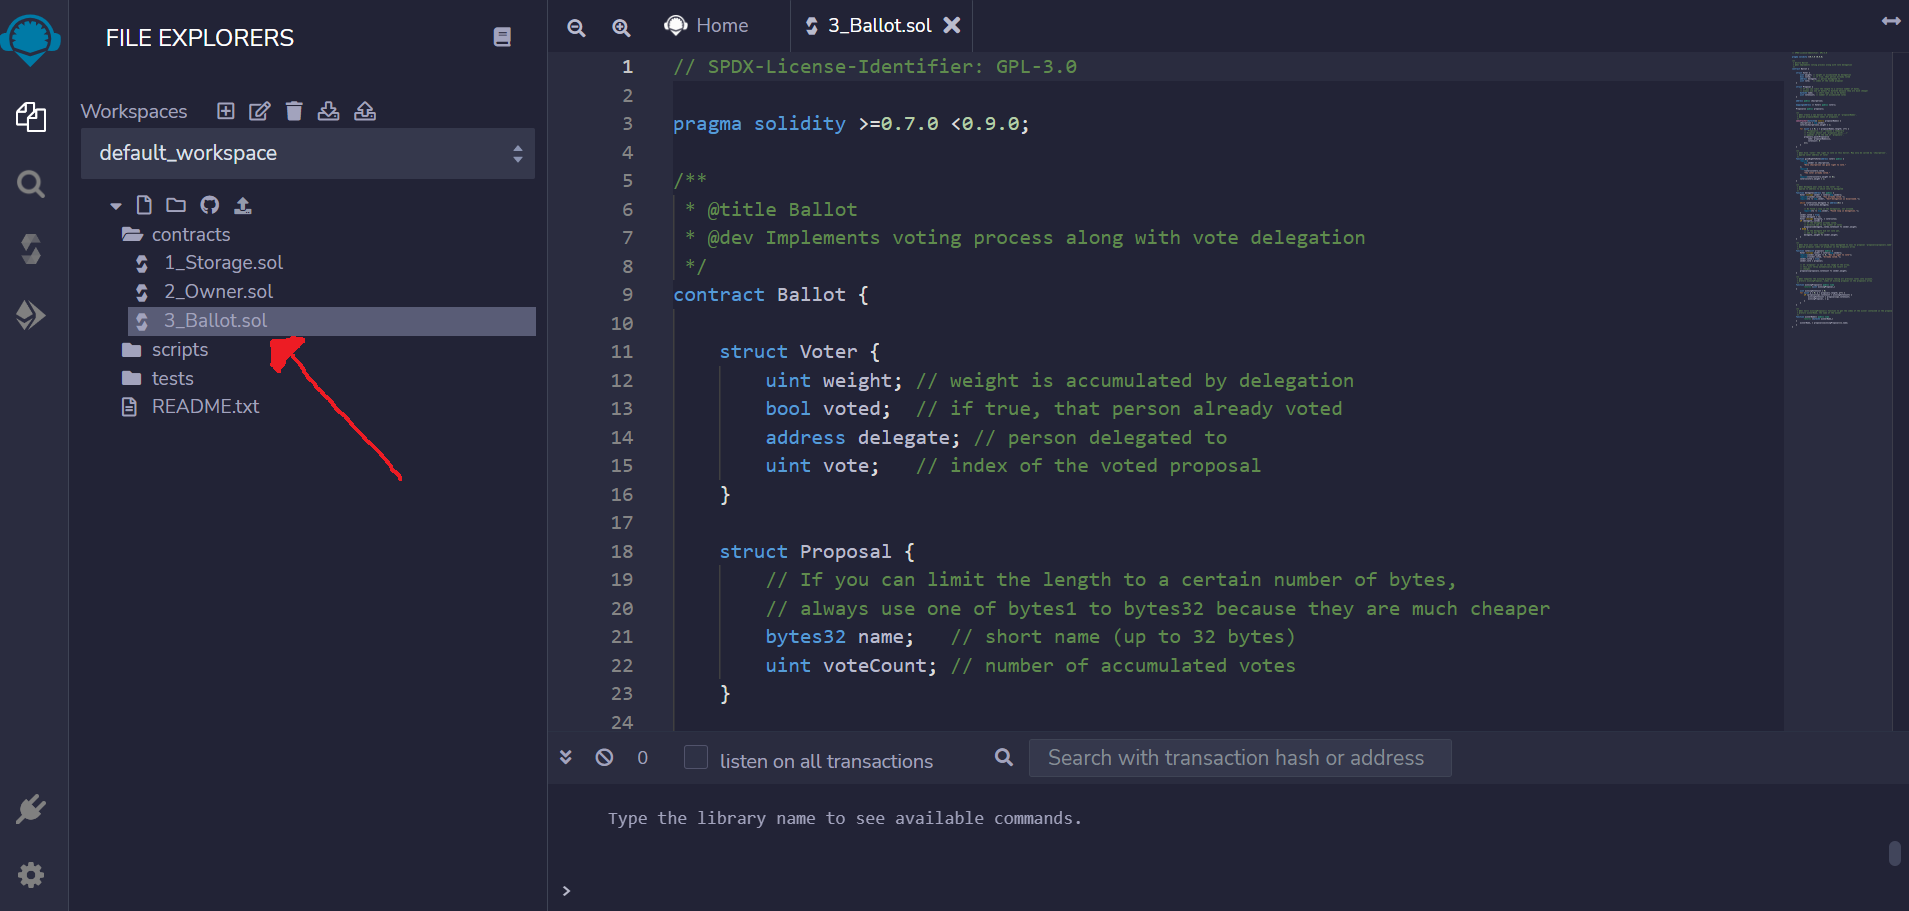 FILE EXPLORERS
Workspaces
default_workspace
contracts
1_Storage.sol
2_Owner.sol
3_Ballot.sol
scripts
tests
README.txt
Home
3_Ballot.sol
1 // SPDX-License-Identifier: GPL-3.0
2
3 pragma solidity >=0.7.0 <0.9.0;
4
5 /**
6  * @title Ballot
7  * @dev Implements voting process along with vote delegation
8  */
9 contract Ballot {
10
11     struct Voter {
12         uint weight; // weight is accumulated by delegation
13         bool voted;  // if true, that person already voted
14         address delegate; // person delegated to
15         uint vote;   // index of the voted proposal
16     }
17
18     struct Proposal {
19         // If you can limit the length to a certain number of bytes,
20         // always use one of bytes1 to bytes32 because they are much cheaper
21         bytes32 name;   // short name (up to 32 bytes)
22         uint voteCount; // number of accumulated votes
23     }
24
0
listen on all transactions
Search with transaction hash or address
Type the library name to see available commands.
>